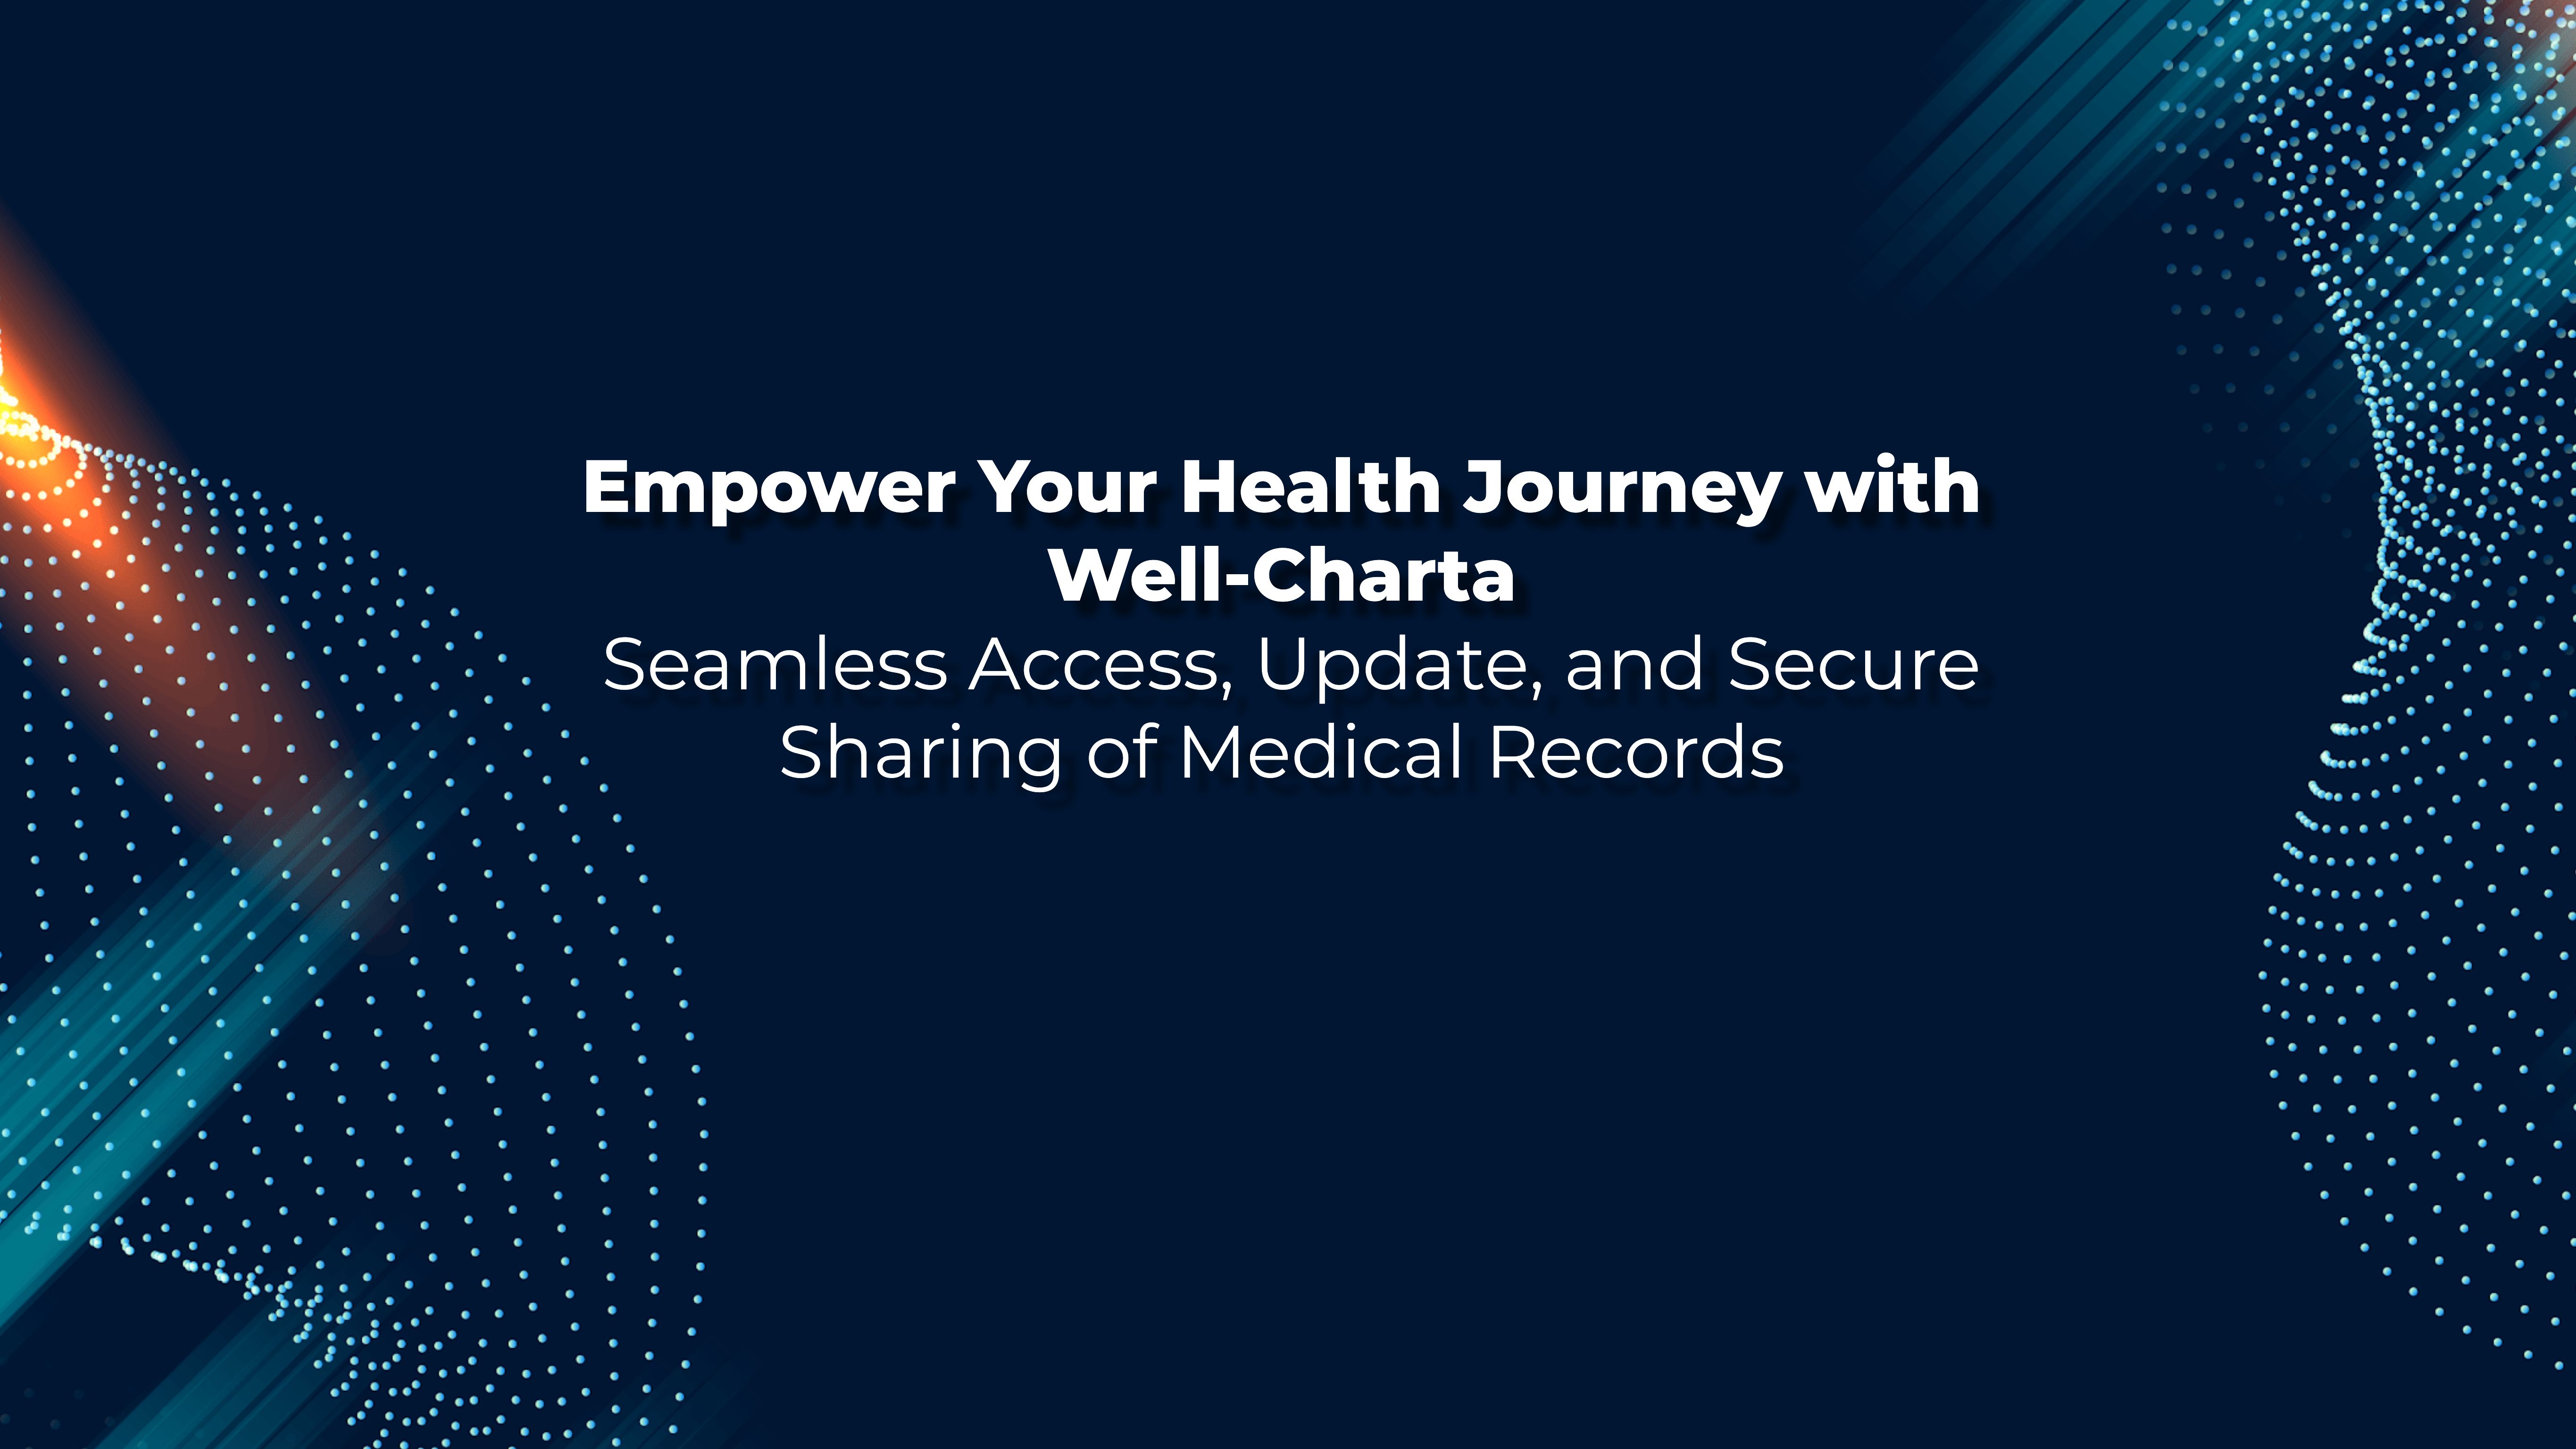 Empower Your Health Journey with
Well-Charta
Seamless Access, Update, and Secure
Sharing of Medical Records